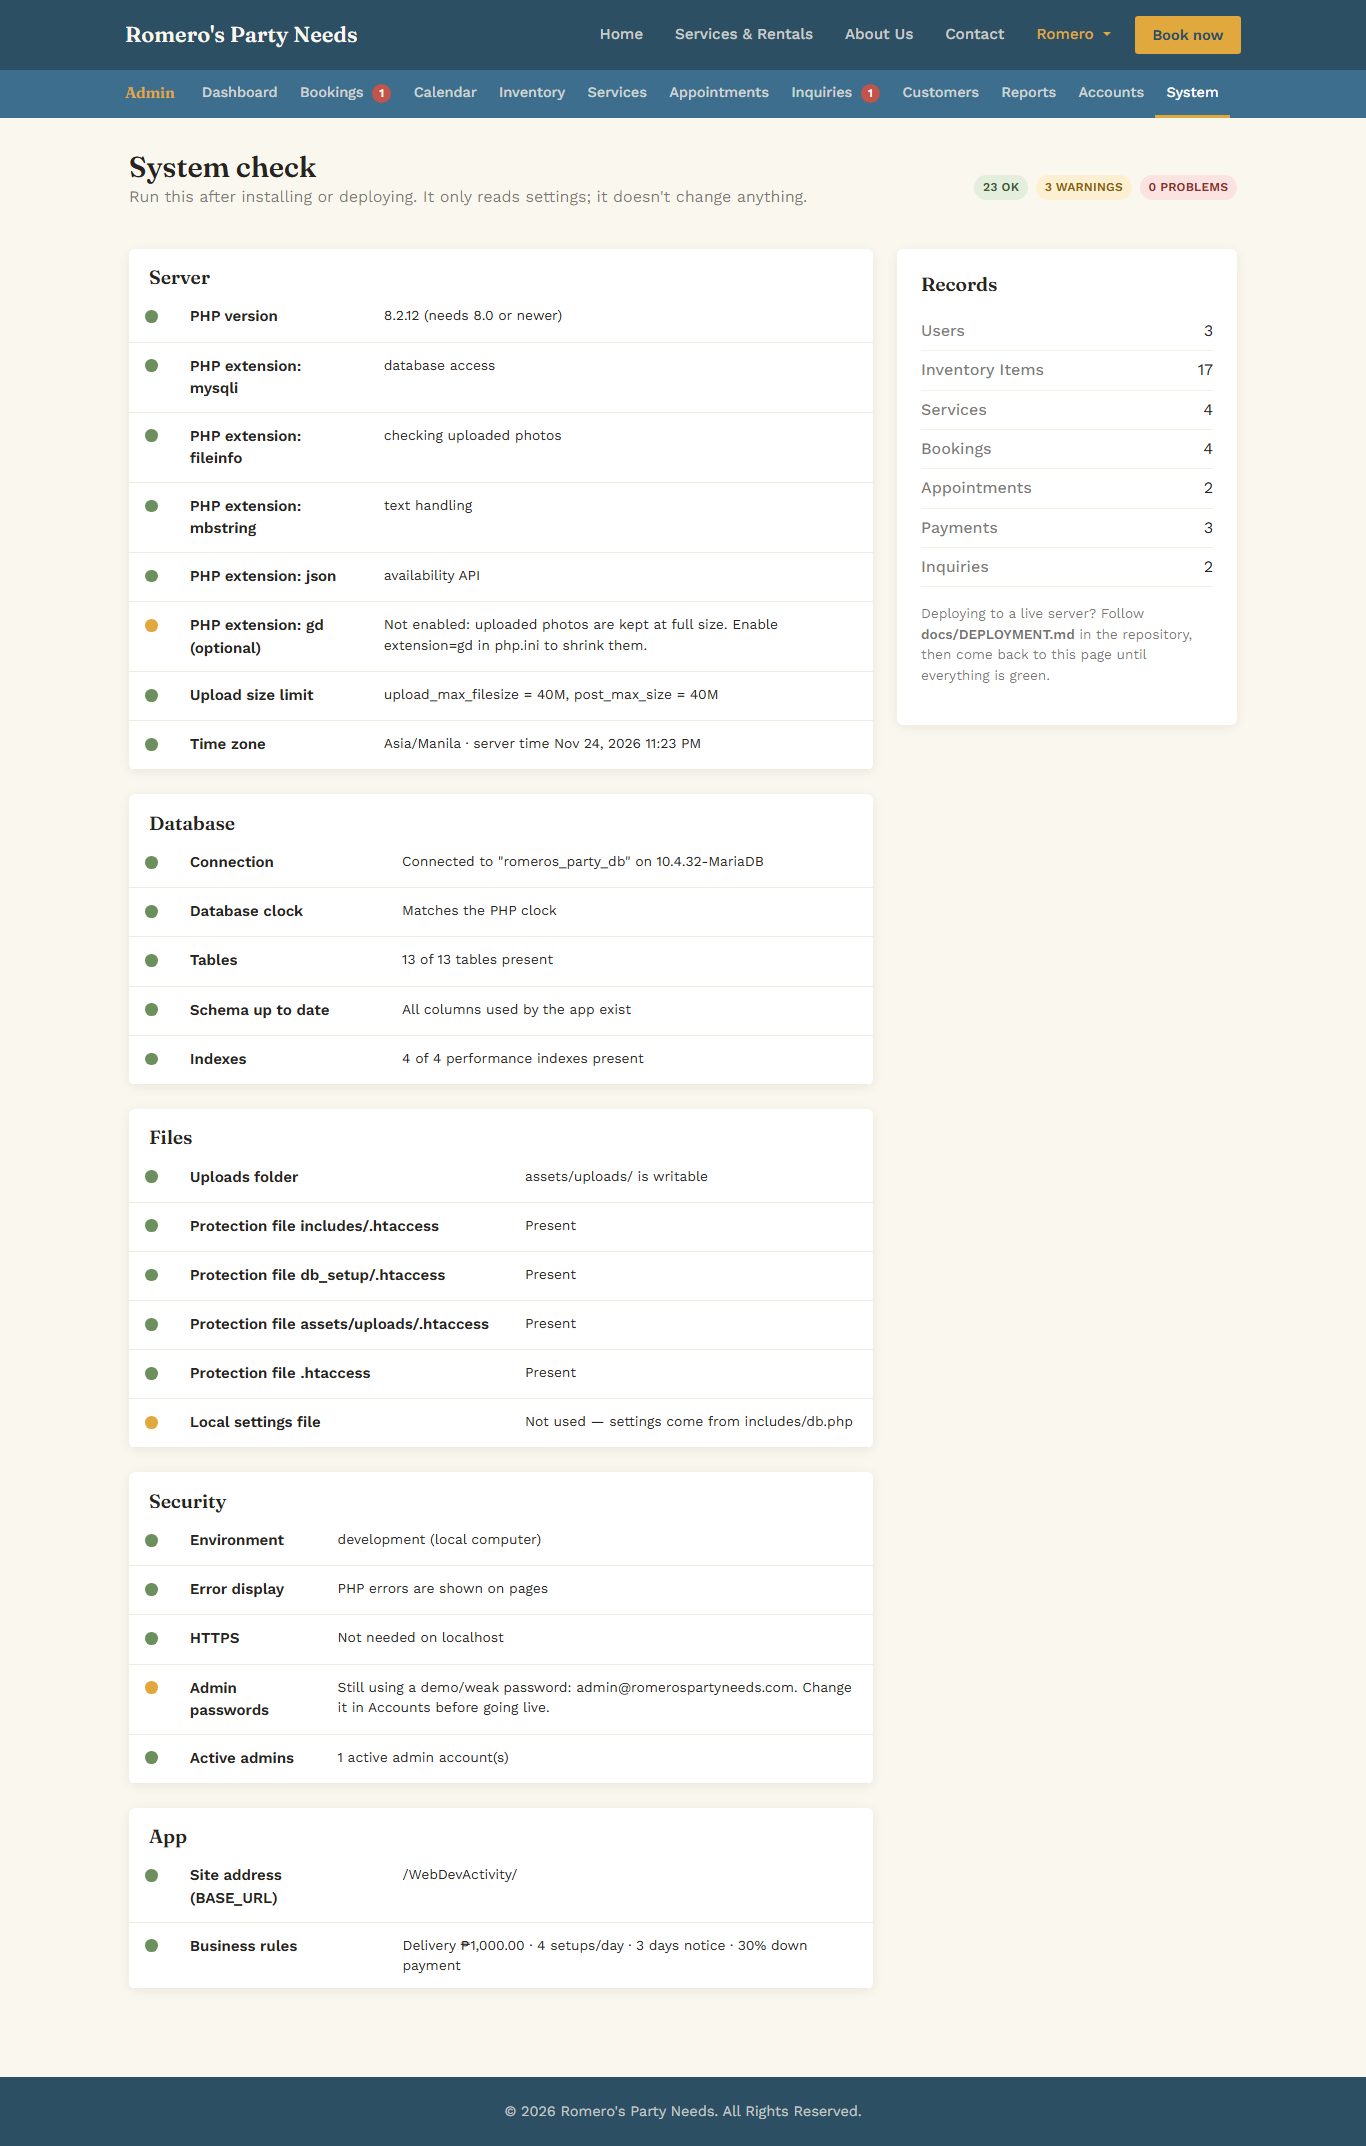 Romero's Party Needs
Home Services & Rentals About Us Contact Romero Book now
Admin Dashboard Bookings 1 Calendar Inventory Services Appointments Inquiries 1 Customers Reports Accounts System
System check
Run this after installing or deploying. It only reads settings; it doesn't change anything.
23 OK 3 WARNINGS 0 PROBLEMS
Server
PHP version 8.2.12 (needs 8.0 or newer)
PHP extension: database access
mysqli
PHP extension: checking uploaded photos
fileinfo
PHP extension: text handling
mbstring
PHP extension: json availability API
PHP extension: gd Not enabled: uploaded photos are kept at full size. Enable
(optional) extension=gd in php.ini to shrink them.
Upload size limit upload_max_filesize = 40M, post_max_size = 40M
Time zone Asia/Manila · server time Nov 24, 2026 11:23 PM
Records
Users 3
Inventory Items 17
Services 4
Bookings 4
Appointments 2
Payments 3
Inquiries 2
Deploying to a live server? Follow
docs/DEPLOYMENT.md in the repository,
then come back to this page until
everything is green.
Database
Connection Connected to "romeros_party_db" on 10.4.32-MariaDB
Database clock Matches the PHP clock
Tables 13 of 13 tables present
Schema up to date All columns used by the app exist
Indexes 4 of 4 performance indexes present
Files
Uploads folder assets/uploads/ is writable
Protection file includes/.htaccess Present
Protection file db_setup/.htaccess Present
Protection file assets/uploads/.htaccess Present
Protection file .htaccess Present
Local settings file Not used — settings come from includes/db.php
Security
Environment development (local computer)
Error display PHP errors are shown on pages
HTTPS Not needed on localhost
Admin Still using a demo/weak password: admin@romerospartyneeds.com. Change
passwords it in Accounts before going live.
Active admins 1 active admin account(s)
App
Site address /WebDevActivity/
(BASE_URL)
Business rules Delivery ₱1,000.00 · 4 setups/day · 3 days notice · 30% down
payment
© 2026 Romero's Party Needs. All Rights Reserved.